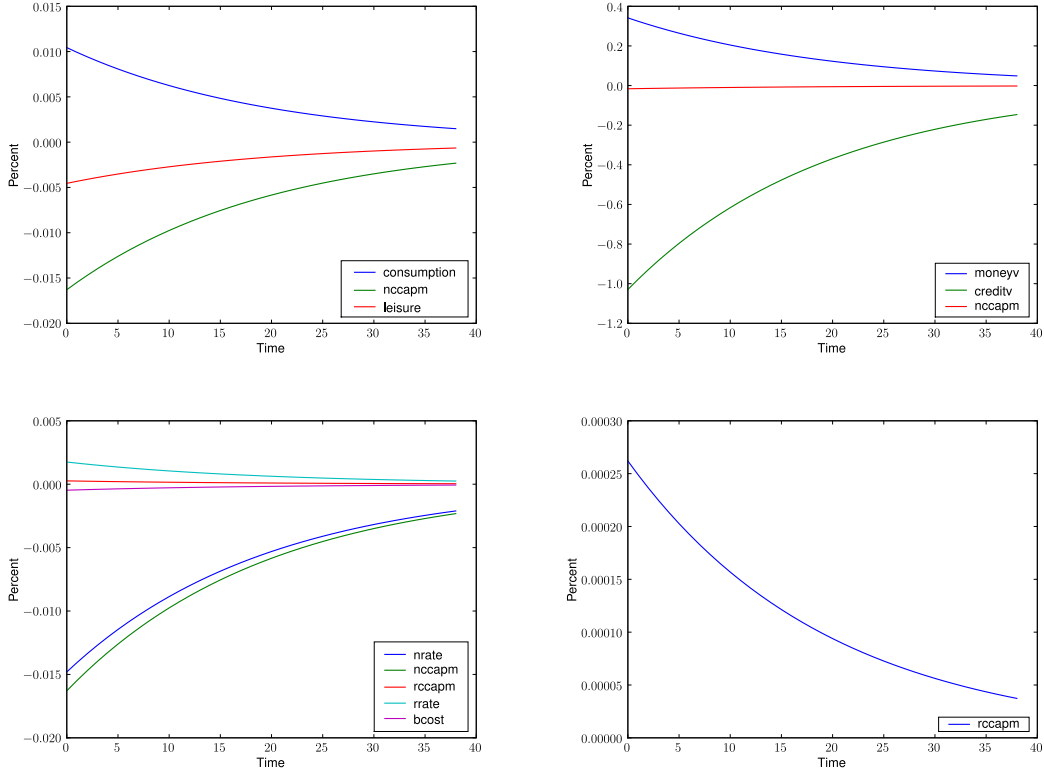 0.015
0.010
0.005
0.000
−0.005
−0.010
−0.015
−0.020
Percent
0 5 10 15 20 25 30 35 40
Time
consumption
nccapm
leisure
0.4
0.2
0.0
−0.2
−0.4
−0.6
−0.8
−1.0
−1.2
Percent
0 5 10 15 20 25 30 35 40
Time
moneyv
creditv
nccapm
0.005
0.000
−0.005
−0.010
−0.015
−0.020
Percent
0 5 10 15 20 25 30 35 40
Time
nrate
nccapm
rccapm
rrate
bcost
0.00030
0.00025
0.00020
0.00015
0.00010
0.00005
0.00000
Percent
0 5 10 15 20 25 30 35 40
Time
rccapm